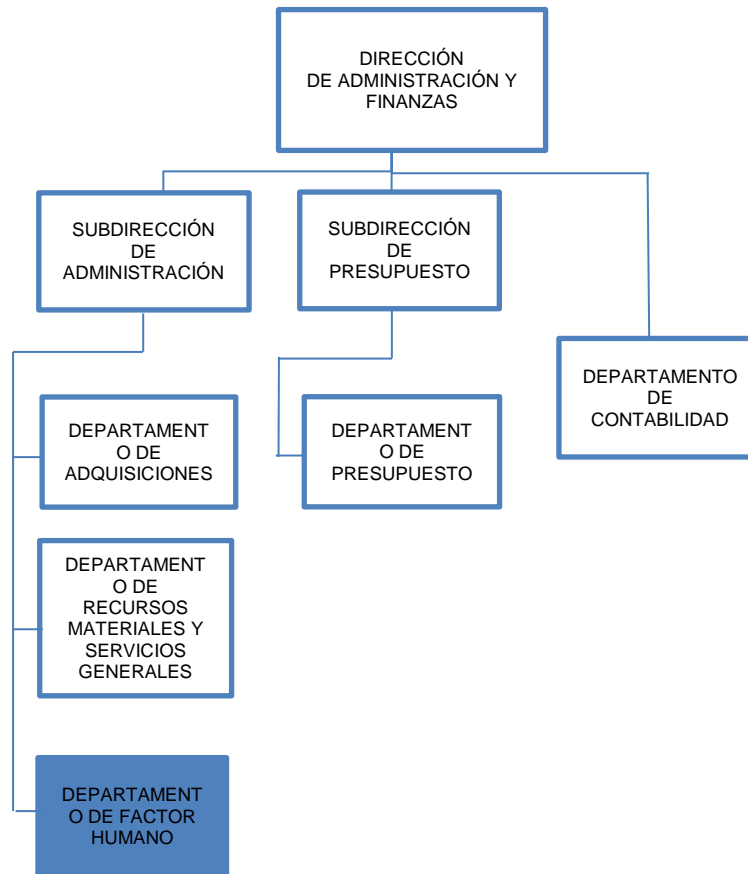 DIRECCIÓN
DE ADMINISTRACIÓN Y
FINANZAS
SUBDIRECCIÓN
DE
ADMINISTRACIÓN
SUBDIRECCIÓN
DE
PRESUPUESTO
DEPARTAMENTO
DE
CONTABILIDAD
DEPARTAMENT
O DE
ADQUISICIONES
DEPARTAMENT
O DE
PRESUPUESTO
DEPARTAMENT
O DE
RECURSOS
MATERIALES Y
SERVICIOS
GENERALES
DEPARTAMENT
O DE FACTOR
HUMANO